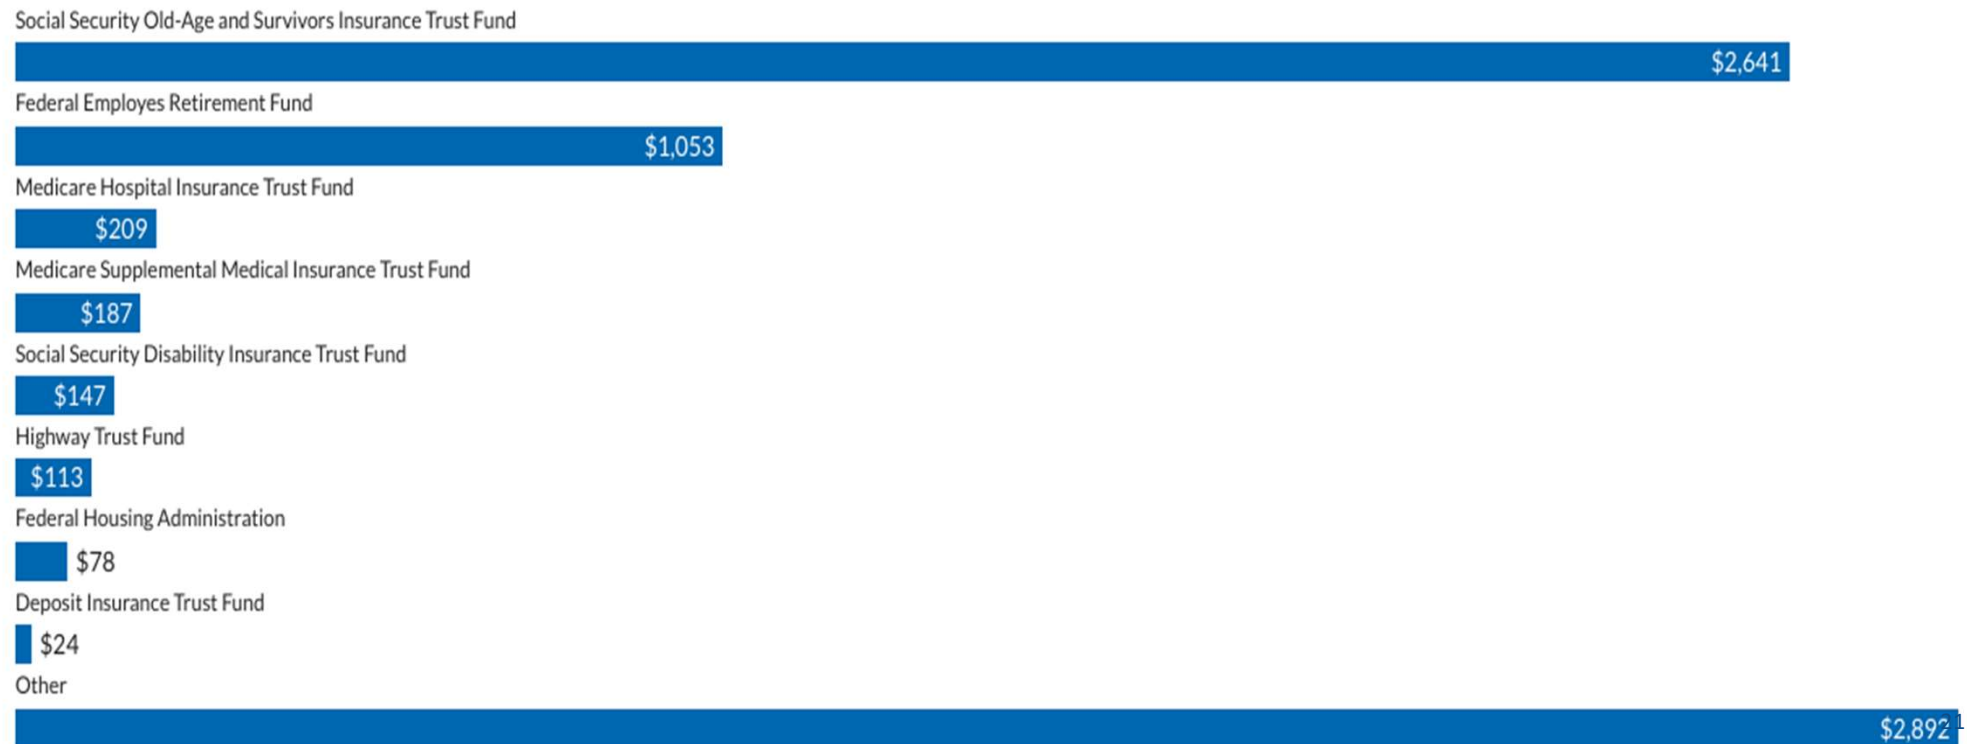 Social Security Old-Age and Survivors Insurance Trust Fund
$2,641
Federal Employes Retirement Fund
$1,053
Medicare Hospital Insurance Trust Fund
$209
Medicare Supplemental Medical Insurance Trust Fund
$187
Social Security Disability Insurance Trust Fund
$147
Highway Trust Fund
$113
Federal Housing Administration
$78
Deposit Insurance Trust Fund
$24
Other
$2,892